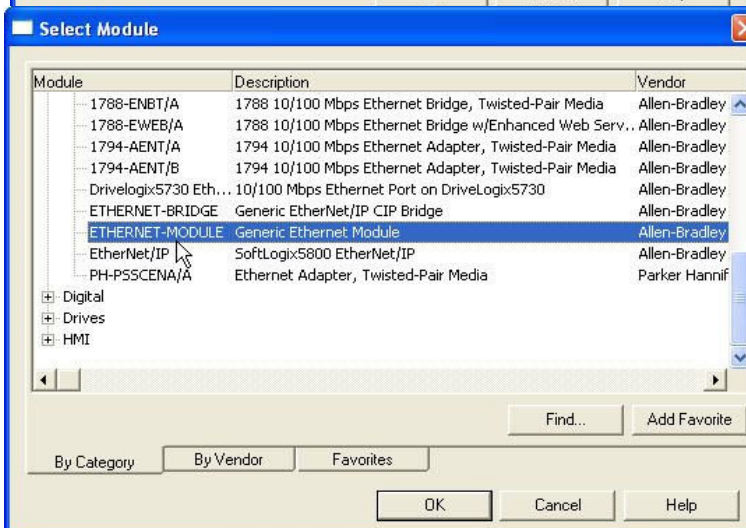 Select Module
Module Description Vendor
1788-ENBT/A 1788 10/100 Mbps Ethernet Bridge, Twisted-Pair Media Allen-Bradley
1788-EWEB/A 1788 10/100 Mbps Ethernet Bridge w/Enhanced Web Serv.. Allen-Bradley
1794-AENT/A 1794 10/100 Mbps Ethernet Adapter, Twisted-Pair Media Allen-Bradley
1794-AENT/B 1794 10/100 Mbps Ethernet Adapter, Twisted-Pair Media Allen-Bradley
Drivelogix5730 Eth... 10/100 Mbps Ethernet Port on DriveLogix5730 Allen-Bradley
ETHERNET-BRIDGE Generic EtherNet/IP CIP Bridge Allen-Bradley
ETHERNET-MODULE Generic Ethernet Module Allen-Bradley
EtherNet/IP SoftLogix5800 EtherNet/IP Allen-Bradley
PH-PSSCENA/A Ethernet Adapter, Twisted-Pair Media Parker Hannif
Digital
Drives
HMI
Find... Add Favorite
By Category By Vendor Favorites
OK Cancel Help